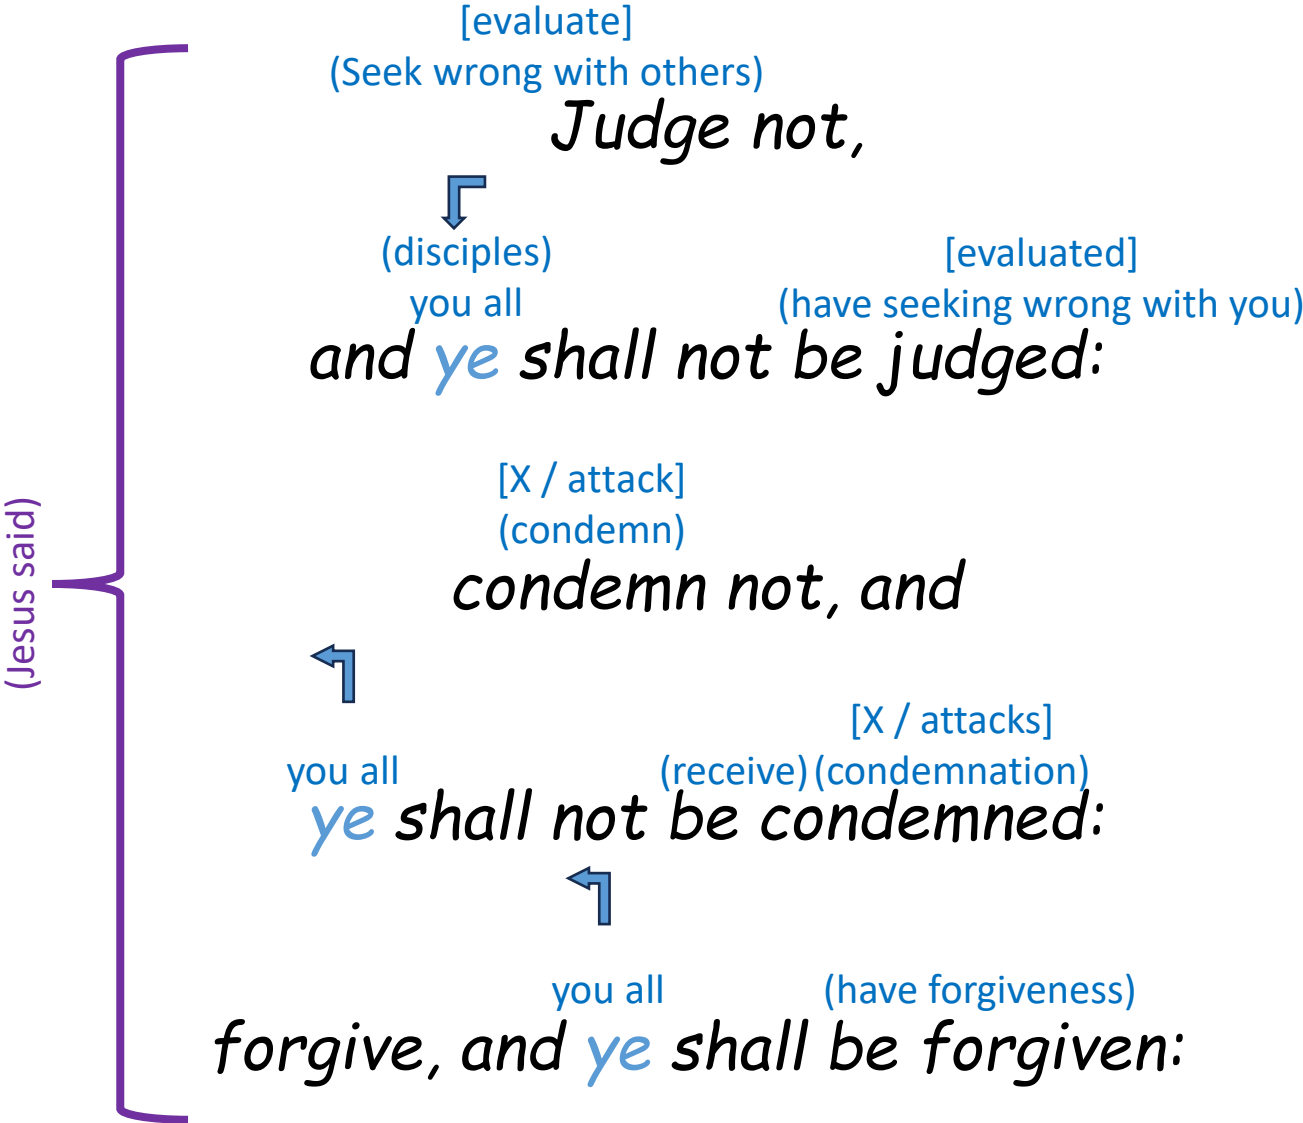 [evaluate]
(Seek wrong with others)
Judge not,
(disciples) [evaluated]
you all (have seeking wrong with you)
and ye shall not be judged:
[X / attack]
(condemn)
condemn not, and
(Jesus said)
[X / attacks]
you all (receive) (condemnation)
ye shall not be condemned:
you all (have forgiveness)
forgive, and ye shall be forgiven: